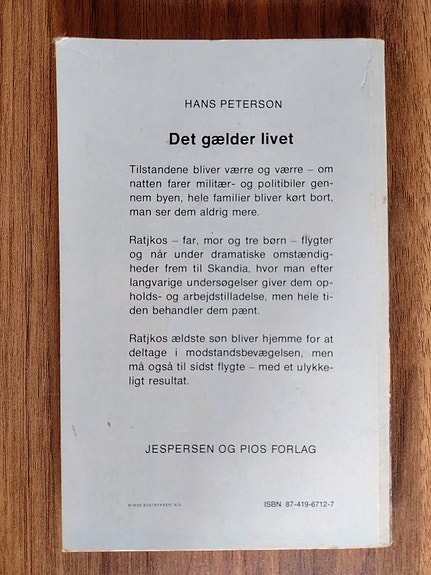 HANS PETERSON
Det gælder livet
Tilstandene bliver værre og værre – om
natten farer militær- og politibiler gen-
nem byen, hele familier bliver kørt bort,
man ser dem aldrig mere.
Ratjkos – far, mor og tre børn – flygter
og når under dramatiske omstændig-
heder frem til Skandia, hvor man efter
langvarige undersøgelser giver dem op-
holds- og arbejdstilladelse, men hele ti-
den behandler dem pænt.
Ratjkos ældste søn bliver hjemme for at
deltage i modstandsbevægelsen, men
må også til sidst flygte – med et ulykke-
ligt resultat.
JESPERSEN OG PIOS FORLAG
ISBN 87-419-6712-7